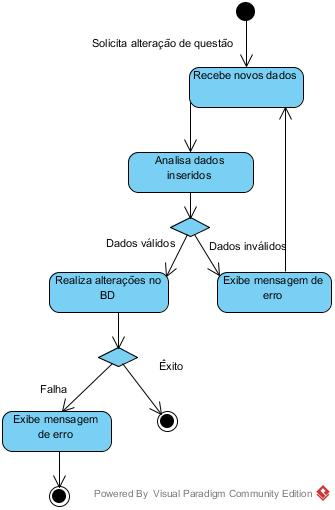 Solicita alteração de questão
Recebe novos dados
Analisa dados
inseridos
Dados válidos
Dados inválidos
Realiza alterações no
BD
Exibe mensagem de
erro
Êxito
Falha
Exibe mensagem
de erro
Powered By Visual Paradigm Community Edition